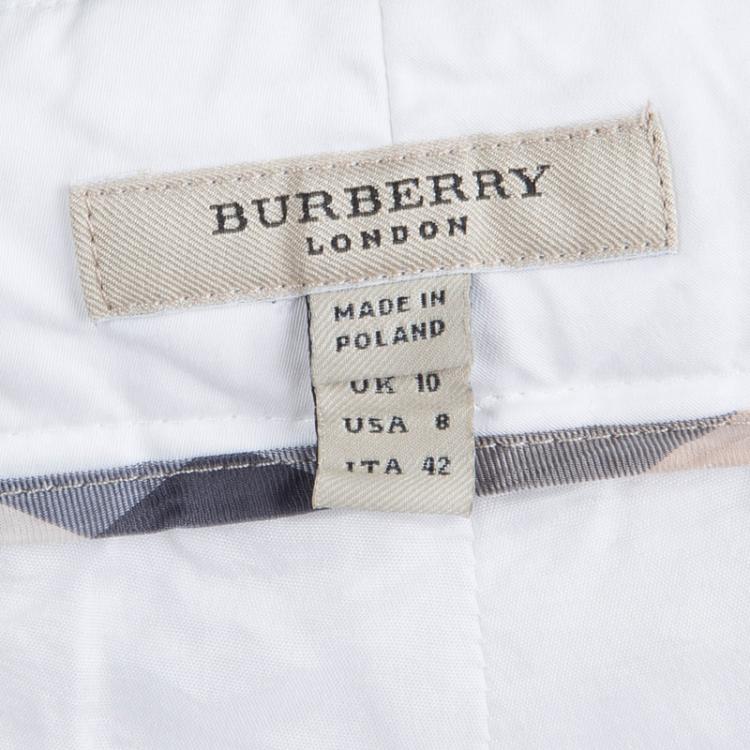 BURBERRY
LONDON
MADE IN
POLAND
UK 10
USA 8
ITA 42